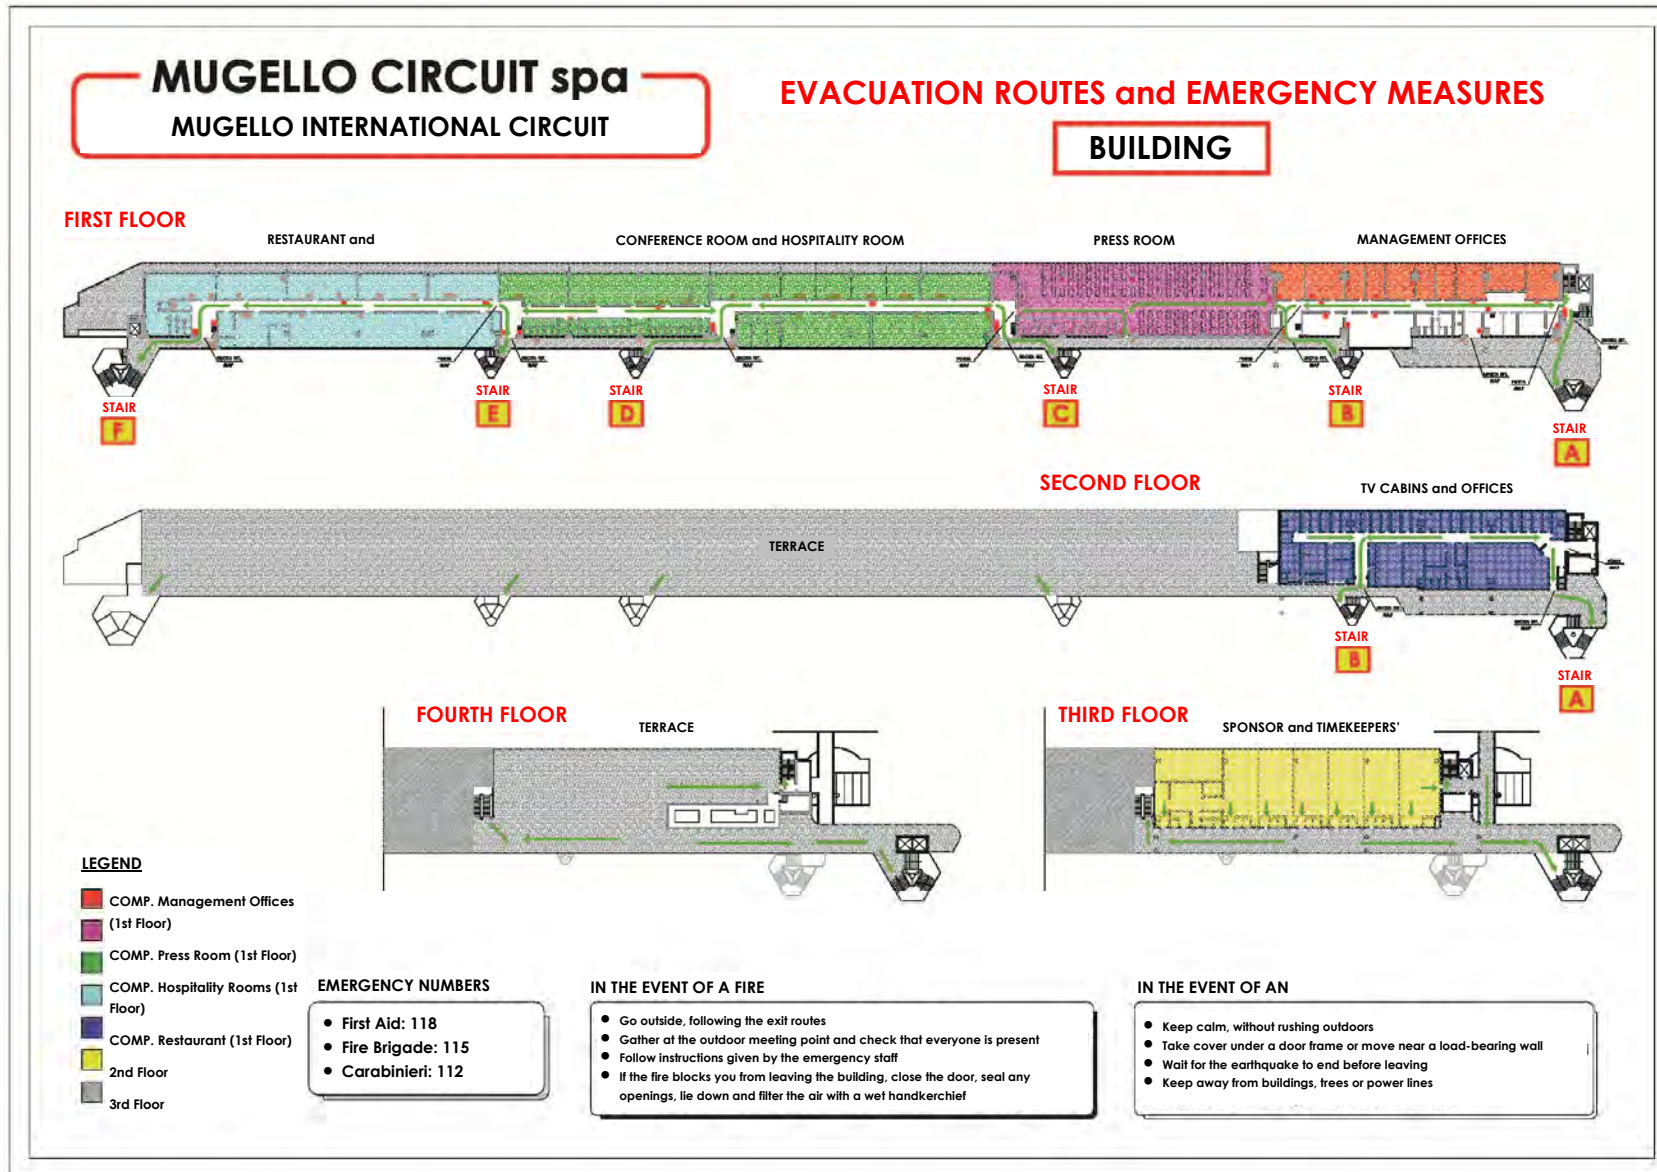 MUGELLO CIRCUIT spa
MUGELLO INTERNATIONAL CIRCUIT
EVACUATION ROUTES and EMERGENCY MEASURES
BUILDING
FIRST FLOOR
RESTAURANT and
CONFERENCE ROOM and HOSPITALITY ROOM
PRESS ROOM
MANAGEMENT OFFICES
STAIR
F
STAIR
E
STAIR
D
STAIR
C
STAIR
B
STAIR
A
SECOND FLOOR
TV CABINS and OFFICES
TERRACE
STAIR
B
STAIR
A
FOURTH FLOOR
TERRACE
THIRD FLOOR
SPONSOR and TIMEKEEPERS'
LEGEND
COMP. Management Offices
(1st Floor)
COMP. Press Room (1st Floor)
COMP. Hospitality Rooms (1st
Floor)
COMP. Restaurant (1st Floor)
2nd Floor
3rd Floor
EMERGENCY NUMBERS
• First Aid: 118
• Fire Brigade: 115
• Carabinieri: 112
IN THE EVENT OF A FIRE
• Go outside, following the exit routes
• Gather at the outdoor meeting point and check that everyone is present
• Follow instructions given by the emergency staff
• If the fire blocks you from leaving the building, close the door, seal any
openings, lie down and filter the air with a wet handkerchief
IN THE EVENT OF AN
• Keep calm, without rushing outdoors
• Take cover under a door frame or move near a load-bearing wall
• Wait for the earthquake to end before leaving
• Keep away from buildings, trees or power lines